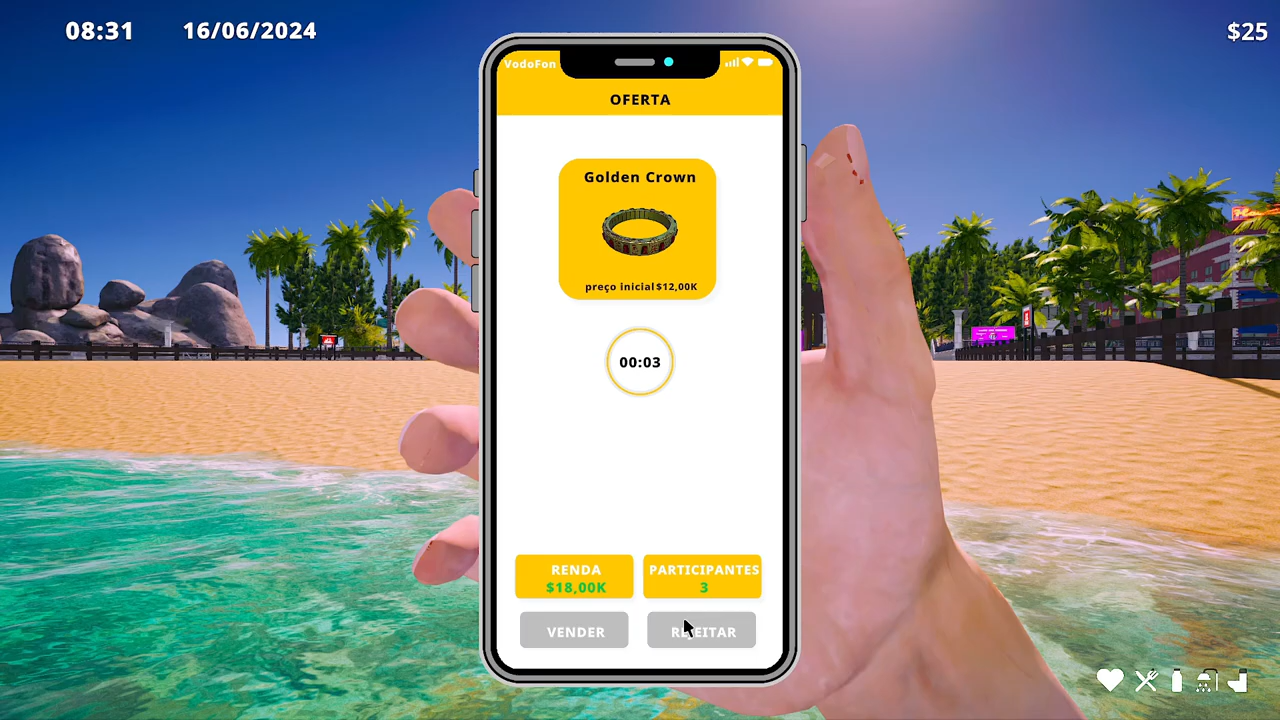 08:31
16/06/2024
$25
VodoFon
OFERTA
Golden Crown
preço inicial $12,00K
00:03
RENDA
$18,00K
PARTICIPANTES
3
VENDER
REJEITAR